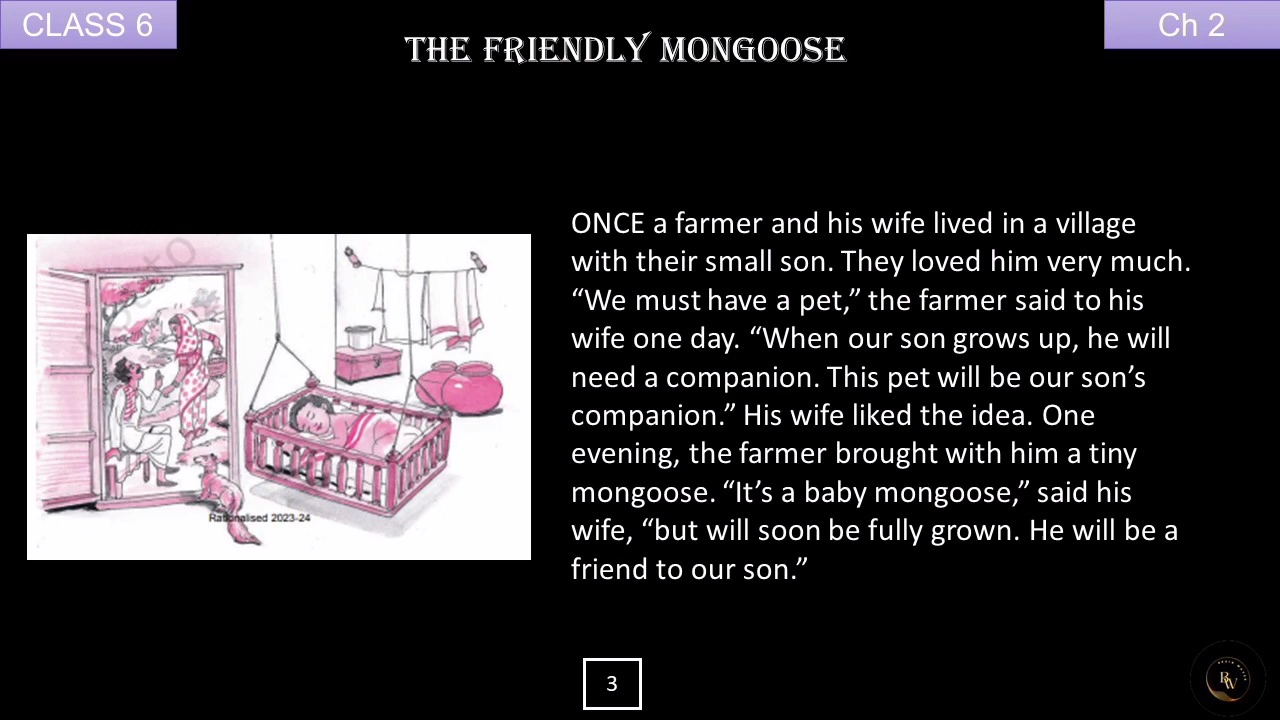 CLASS 6
THE FRIENDLY MONGOOSE
Ch 2
ONCE a farmer and his wife lived in a village
with their small son. They loved him very much.
“We must have a pet,” the farmer said to his
wife one day. “When our son grows up, he will
need a companion. This pet will be our son’s
companion.” His wife liked the idea. One
evening, the farmer brought with him a tiny
mongoose. “It’s a baby mongoose,” said his
wife, “but will soon be fully grown. He will be a
friend to our son.”
Rationalised 2023-24
3
RW